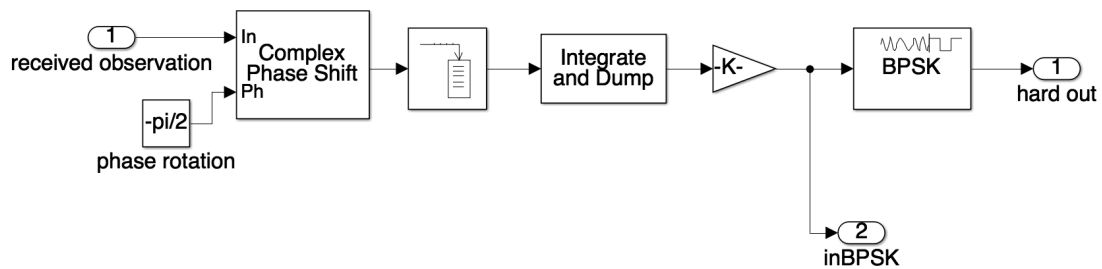 1
received observation
In
Complex
Phase Shift
Ph
-pi/2
phase rotation
Integrate
and Dump
-K-
BPSK
1
hard out
2
inBPSK